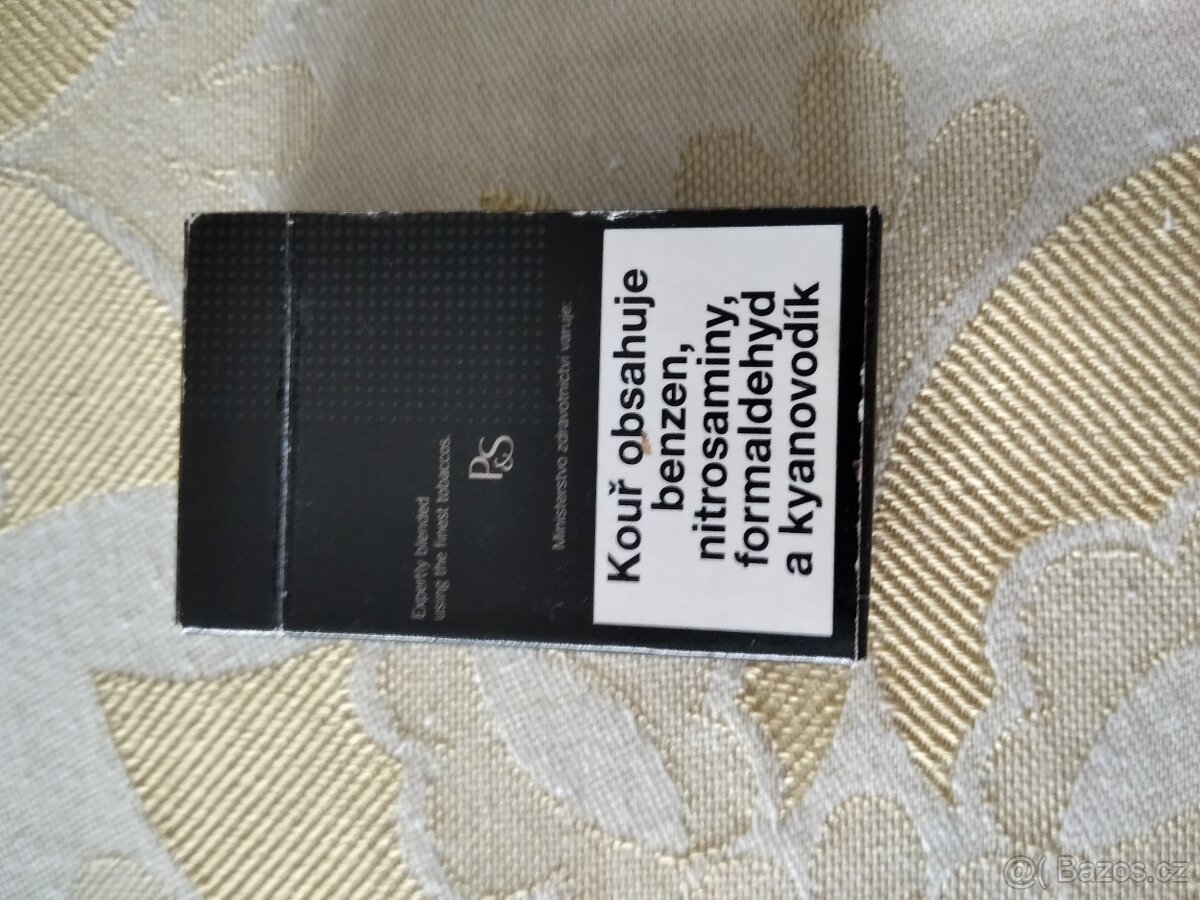 Expertly blended
using the finest tobaccos.
P&S
Ministerstvo zdravotnictví varuje:
Kouř obsahuje
benzen,
nitrosaminy,
formaldehyd
a kyanovodík
@( Bazos.cz